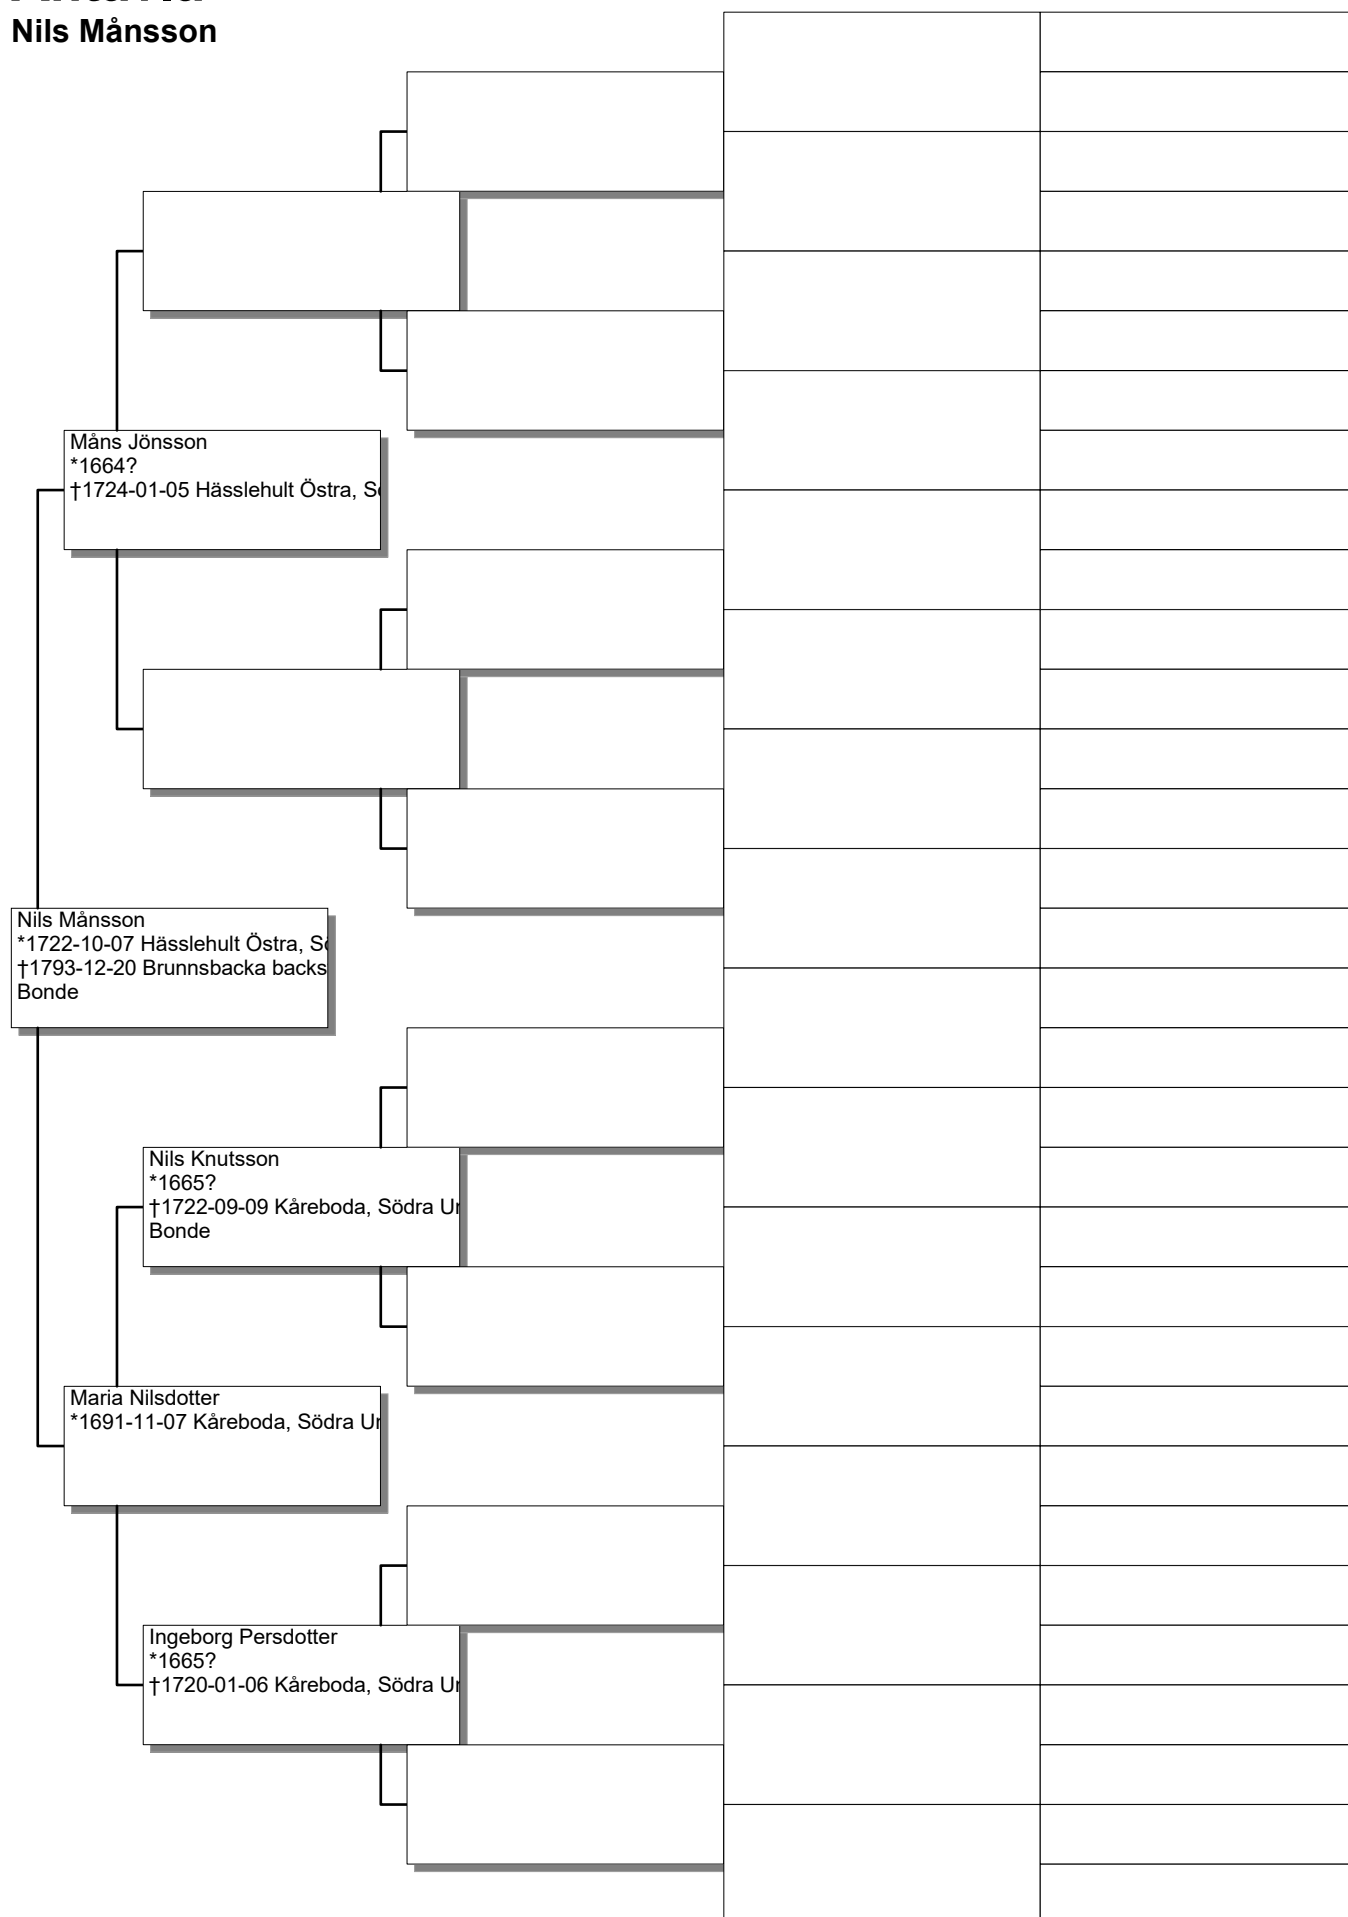 Nils Månsson
Måns Jönsson
*1664?
†1724-01-05 Hässlehult Östra,
Nils Månsson
*1722-10-07 Hässlehult Östra,
†1793-12-20 Brunnsbacka backs
Bonde
Nils Knutsson
*1665?
†1722-09-09 Kåreboda, Södra
Bonde
Maria Nilsdotter
*1691-11-07 Kåreboda, Södra
Ingeborg Persdotter
*1665?
†1720-01-06 Kåreboda, Södra